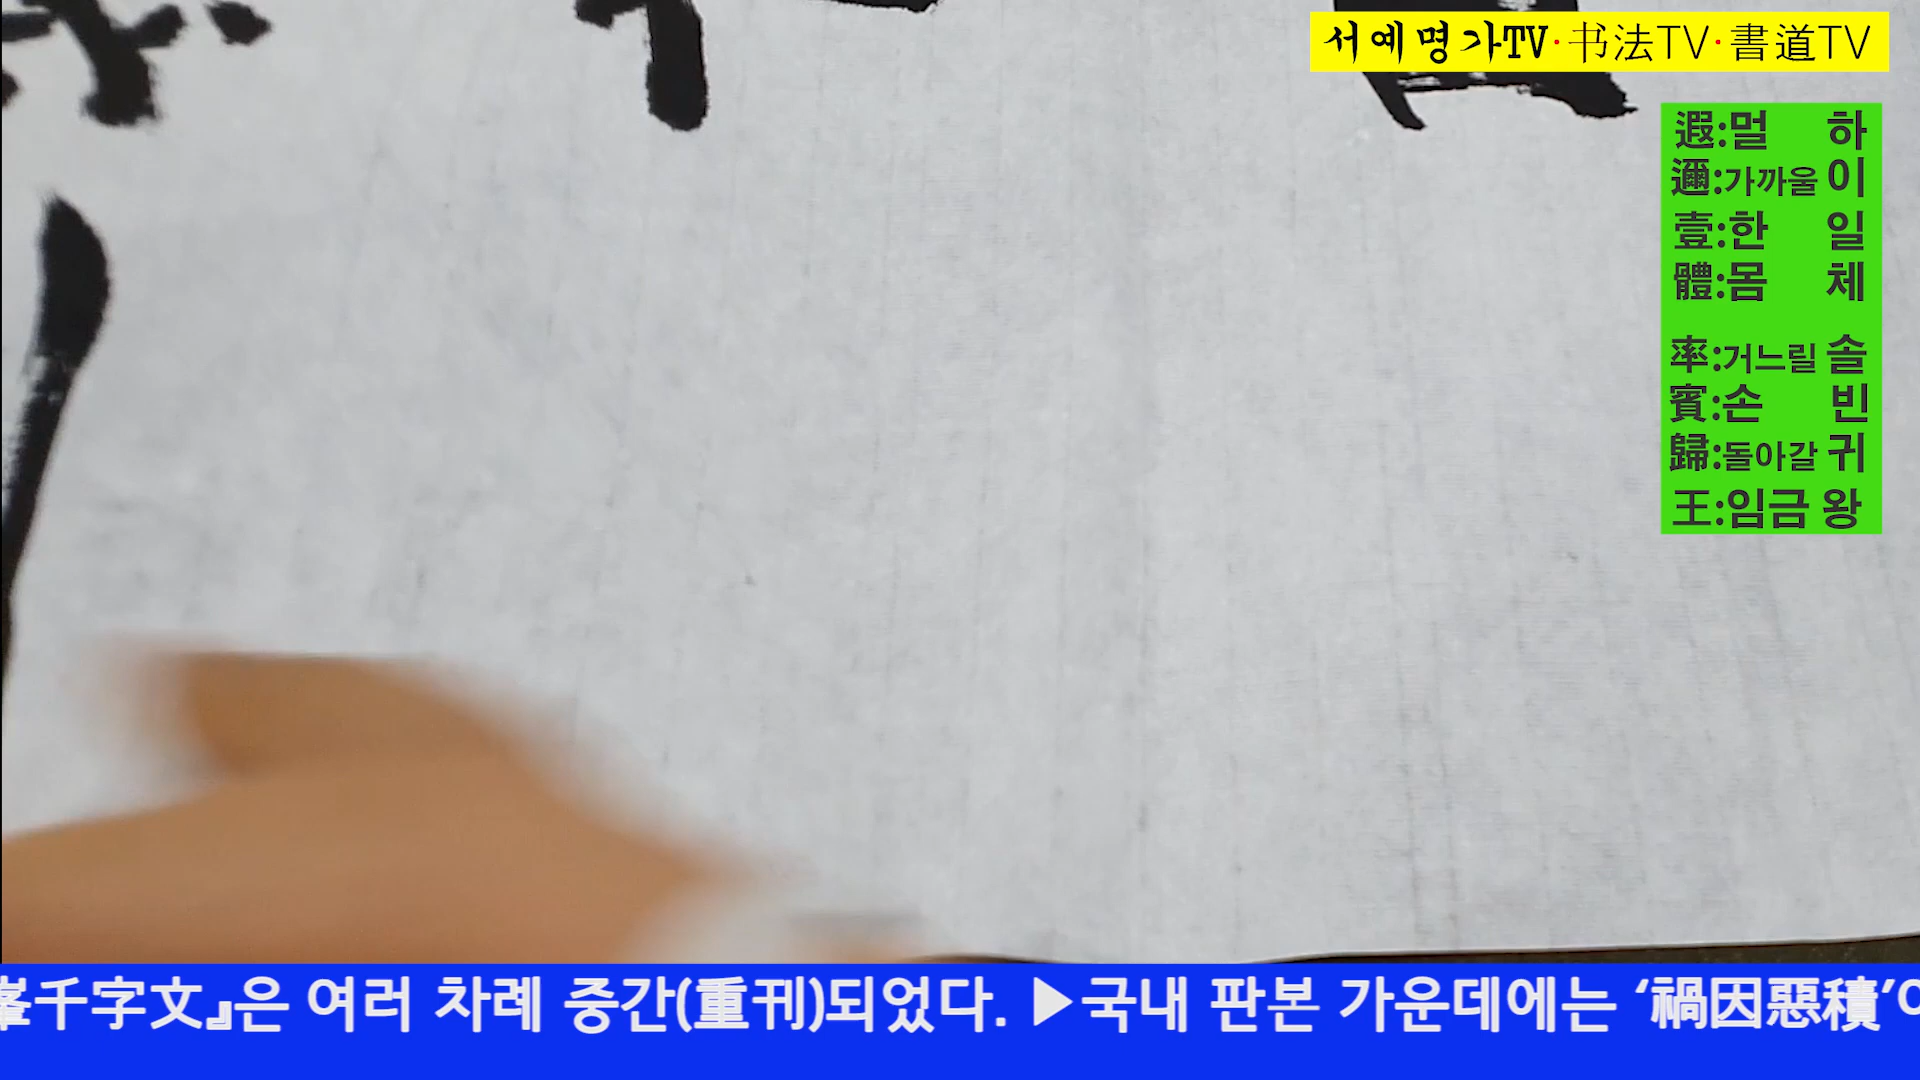 서예명가TV·书法TV·書道TV
遐:멀 하
邇:가까울 이
壹:한 일
體:몸 체
率:거느릴 솔
賓:손 빈
歸:돌아갈 귀
王:임금 왕
峯千字文』은 여러 차례 중간(重刊)되었다. ▶국내 판본 가운데에는 ‘禍因惡積’이